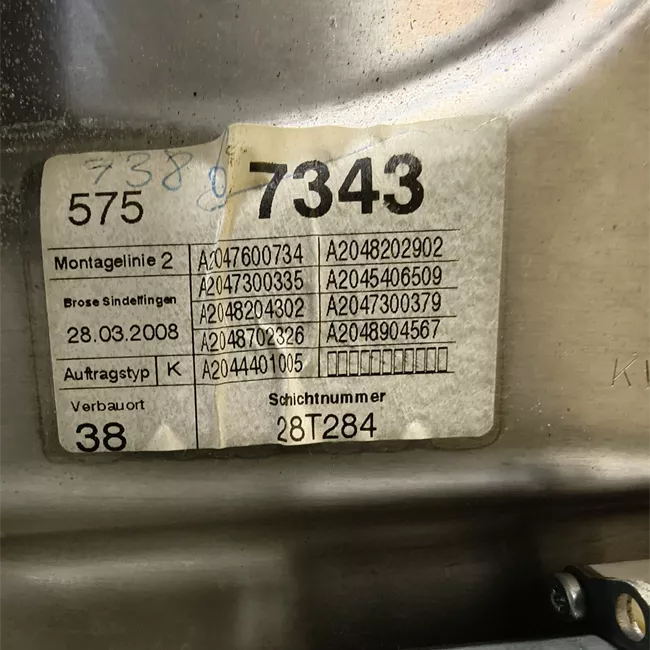 7380
575 7343
Montagelinie 2 A2047600734 A2048202902
A2047300335 A2045406509
Brose Sindelfingen A2048204302 A2047300379
28.03.2008 A2048702326 A2048904567
Auftragstyp K A2044401005
Verbauort Schichtnummer
38 28T284